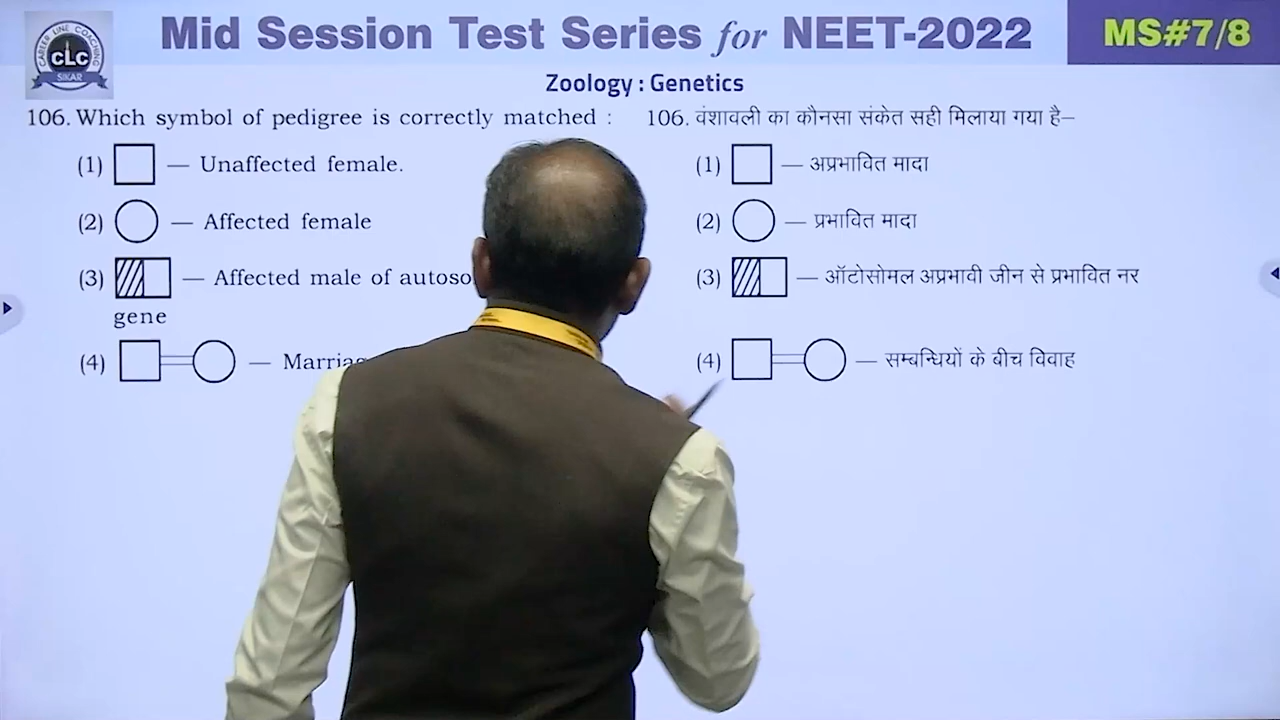 CAREER LINE COACHING
CLC
SIKAR
Mid Session Test Series for NEET-2022
MS#7/8
Zoology : Genetics
106. Which symbol of pedigree is correctly matched :
(1) — Unaffected female.
(2) — Affected female
(3) — Affected male of
gene
(4) —
106. वंशावली का कौनसा संकेत सही मिलाया गया है–
(1) — अप्रभावित मादा
(2) — प्रभावित मादा
(3) — ऑटोसोमल अप्रभावी जीन से प्रभावित नर
(4) — सम्बन्धियों के बीच विवाह